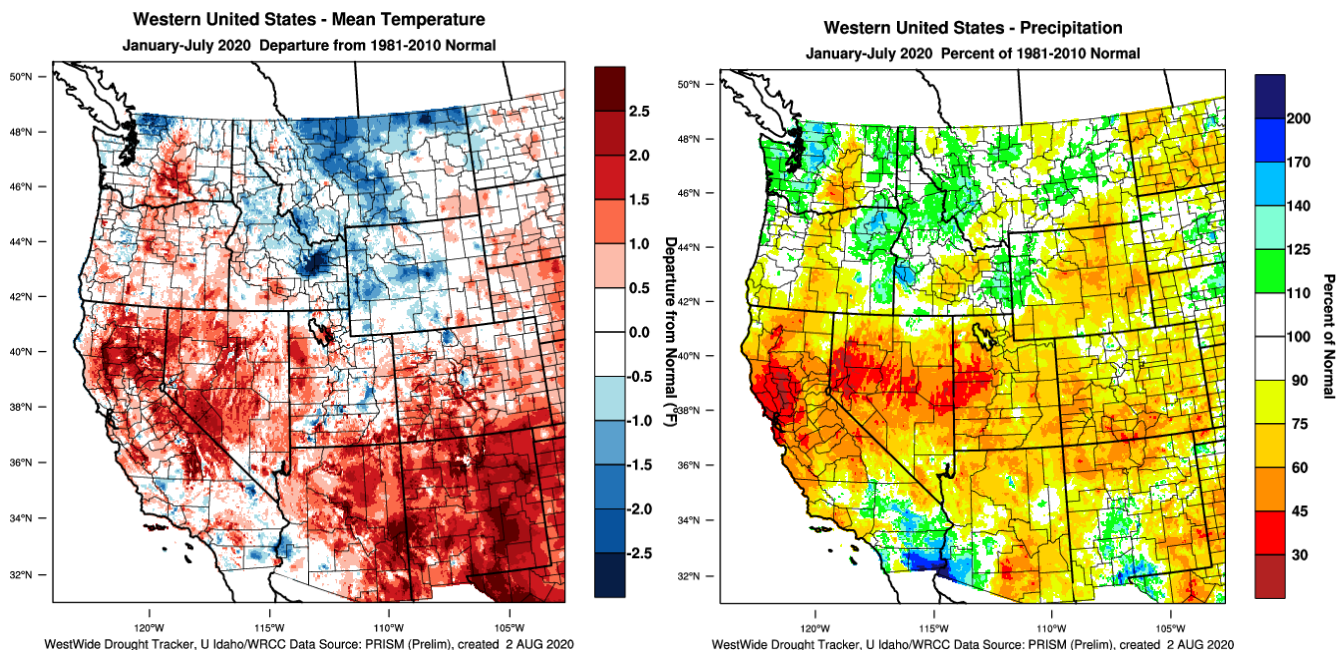 Western United States - Mean Temperature
January-July 2020 Departure from 1981-2010 Normal
50°N
48°N
46°N
44°N
42°N
40°N
38°N
36°N
34°N
32°N
120°W
115°W
110°W
105°W
2.5
2.0
1.5
1.0
0.5
0.0
-0.5
-1.0
-1.5
-2.0
-2.5
Departure from Normal (°F)
WestWide Drought Tracker, U Idaho/WRCC Data Source: PRISM (Prelim), created 2 AUG 2020
Western United States - Precipitation
January-July 2020 Percent of 1981-2010 Normal
50°N
48°N
46°N
44°N
42°N
40°N
38°N
36°N
34°N
32°N
120°W
115°W
110°W
105°W
200
170
140
125
110
100
90
75
60
45
30
Percent of Normal
WestWide Drought Tracker, U Idaho/WRCC Data Source: PRISM (Prelim), created 2 AUG 2020